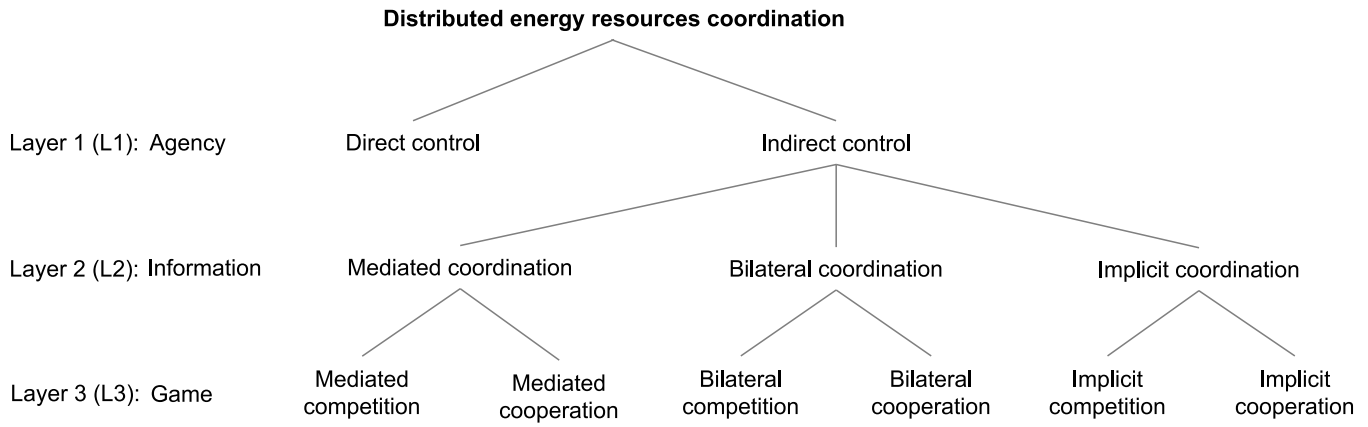 Distributed energy resources coordination
Layer 1 (L1): Agency
Direct control
Indirect control
Layer 2 (L2): Information
Mediated coordination
Bilateral coordination
Implicit coordination
Layer 3 (L3): Game
Mediated
competition
Mediated
cooperation
Bilateral
competition
Bilateral
cooperation
Implicit
competition
Implicit
cooperation